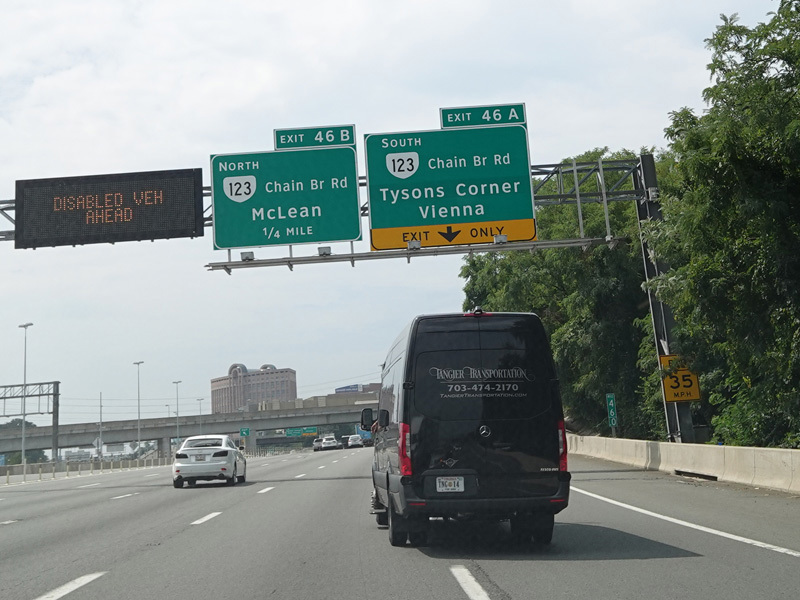 DISABLED VEH
AHEAD
EXIT 46 B
NORTH
123 Chain Br Rd
McLean
1/4 MILE
EXIT 46 A
SOUTH
123 Chain Br Rd
Tysons Corner
Vienna
EXIT ONLY
TANGIER TRANSPORTATION
703-474-2170
TANGIERTRANSPORTATION.COM
35
M.P.H.
460